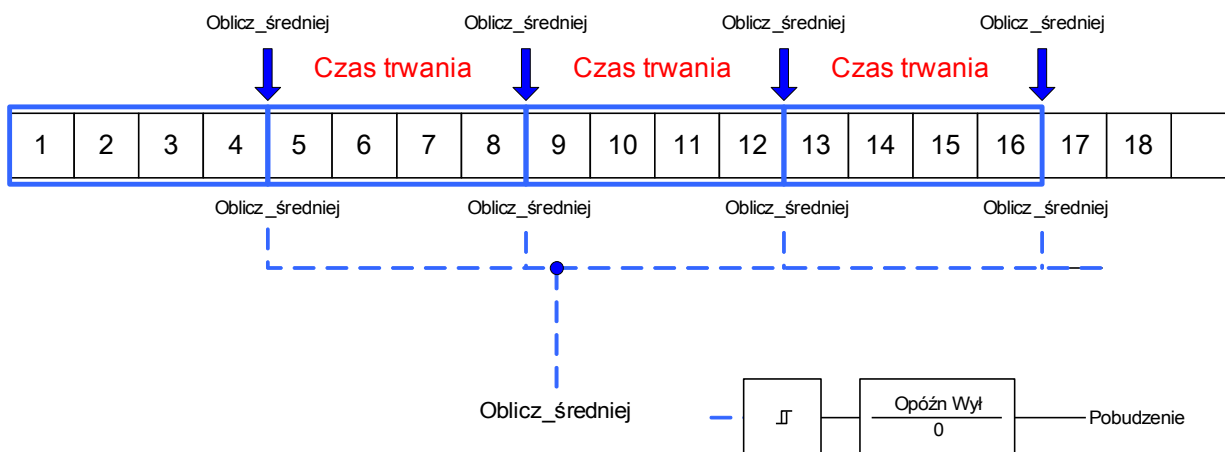 Oblicz_średniej Oblicz_średniej Oblicz_średniej Oblicz_średniej
Czas trwania Czas trwania Czas trwania
1 2 3 4 5 6 7 8 9 10 11 12 13 14 15 16 17 18
Oblicz_średniej Oblicz_średniej Oblicz_średniej Oblicz_średniej
Oblicz_średniej
Opóźn Wył
0
Pobudzenie